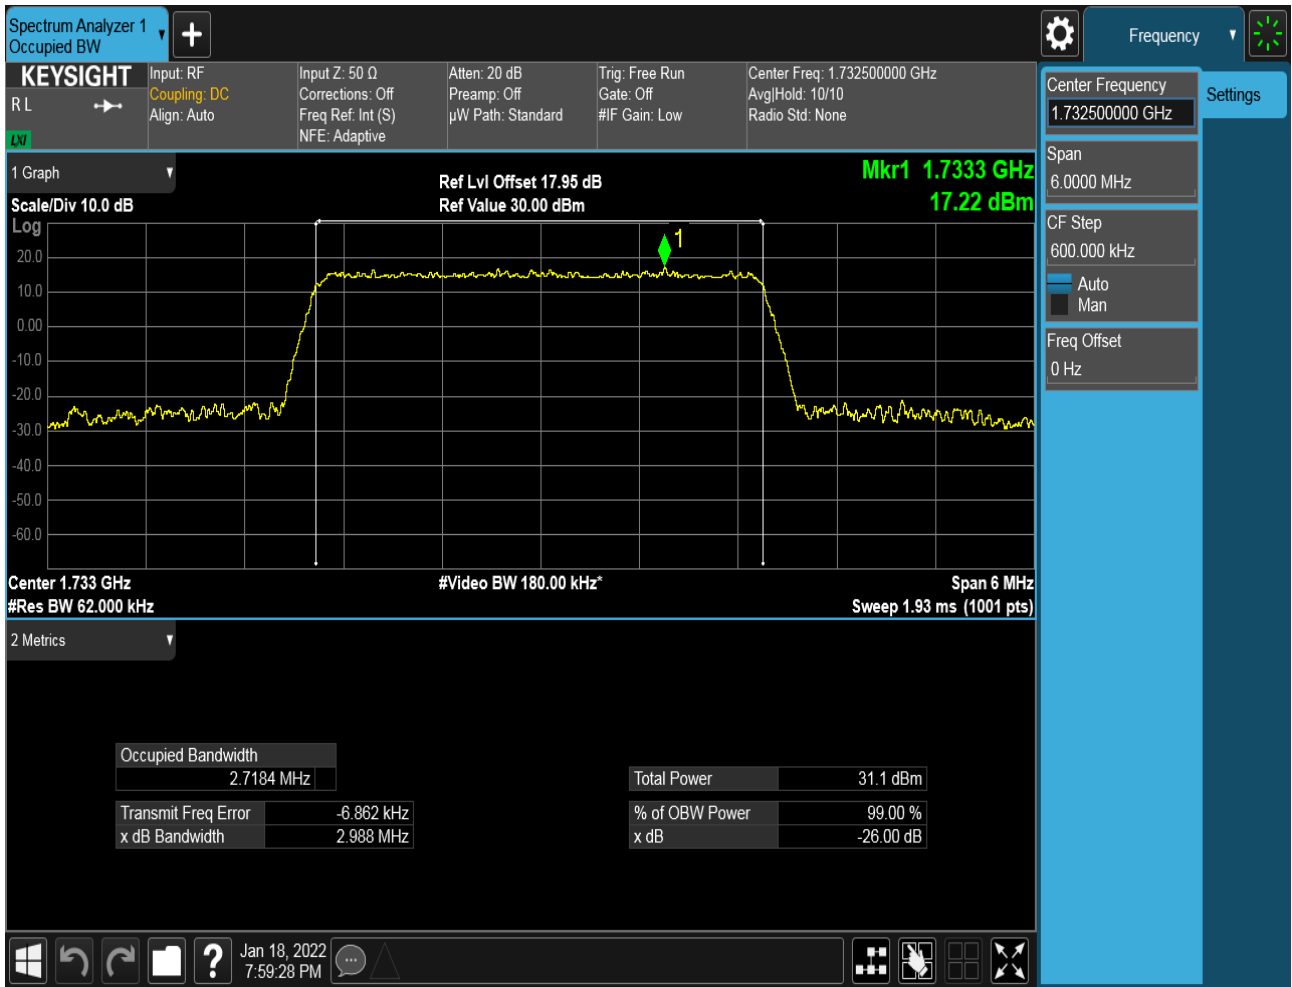 Spectrum Analyzer 1
Occupied BW
Frequency
KEYSIGHT
R L
LXI
Input: RF
Coupling: DC
Align: Auto
Input Z: 50 Ω
Corrections: Off
Freq Ref: Int (S)
NFE: Adaptive
Atten: 20 dB
Preamp: Off
µW Path: Standard
Trig: Free Run
Gate: Off
#IF Gain: Low
Center Freq: 1.732500000 GHz
Avg|Hold: 10/10
Radio Std: None
Center Frequency
1.732500000 GHz
Settings
Span
6.0000 MHz
CF Step
600.000 kHz
Auto
Man
Freq Offset
0 Hz
1 Graph
Scale/Div 10.0 dB
Ref Lvl Offset 17.95 dB
Ref Value 30.00 dBm
Mkr1 1.7333 GHz
17.22 dBm
Log
1
20.0
10.0
0.00
-10.0
-20.0
-30.0
-40.0
-50.0
-60.0
Center 1.733 GHz
#Video BW 180.00 kHz*
Span 6 MHz
#Res BW 62.000 kHz
Sweep 1.93 ms (1001 pts)
2 Metrics
Occupied Bandwidth
2.7184 MHz
Transmit Freq Error -6.862 kHz
x dB Bandwidth 2.988 MHz
Total Power 31.1 dBm
% of OBW Power 99.00 %
x dB -26.00 dB
?
Jan 18, 2022
7:59:28 PM